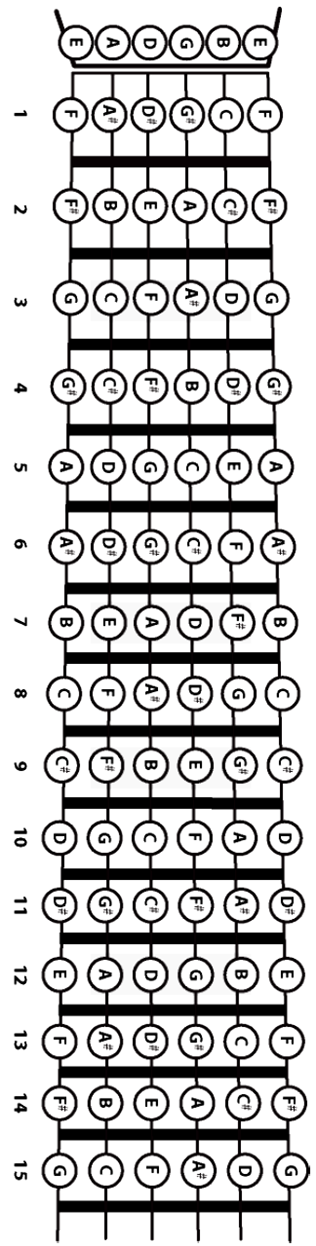 E A D G B E
1 F A# D# G# C F
2 F# B E A C# F#
3 G C F A# D G
4 G# C# F# B D# G#
5 A D G C E A
6 A# D# G# C# F A#
7 B E A D F# B
8 C F A# D# G C
9 C# F# B E G# C#
10 D G C F A D
11 D# G# C# F# A# D#
12 E A D G B E
13 F A# D# G# C F
14 F# B E A C# F#
15 G C F A# D G